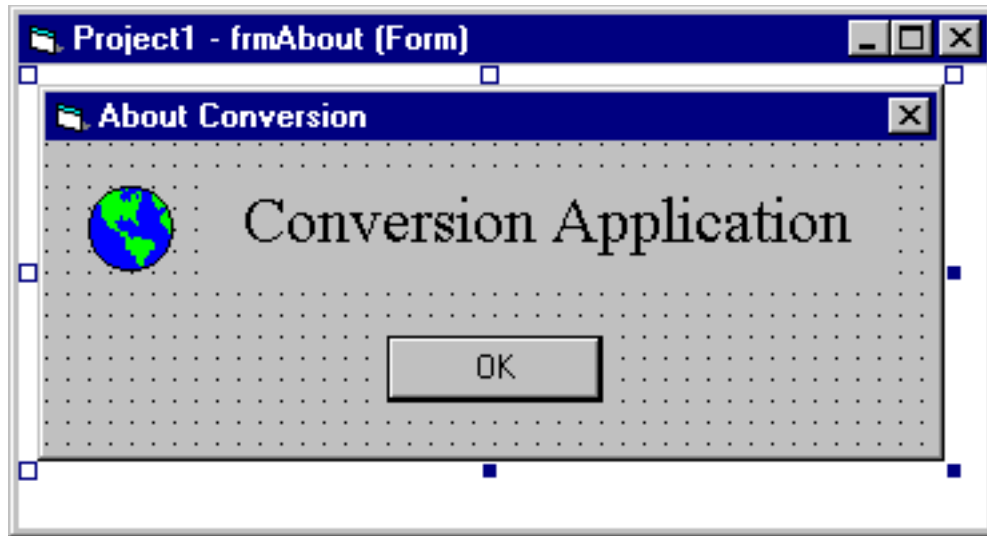 Project1 - frmAbout (Form)
About Conversion
Conversion Application
OK